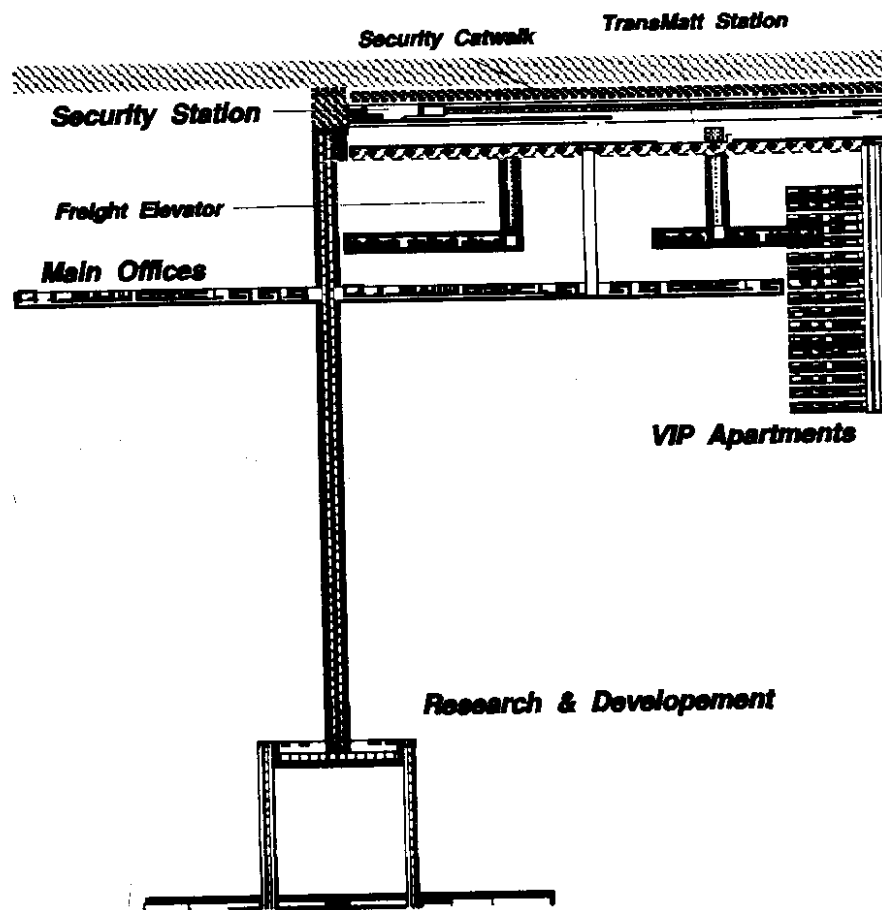 Security Catwalk
TransMatt Station
Security Station
Freight Elevator
Main Offices
VIP Apartments
Research & Developement